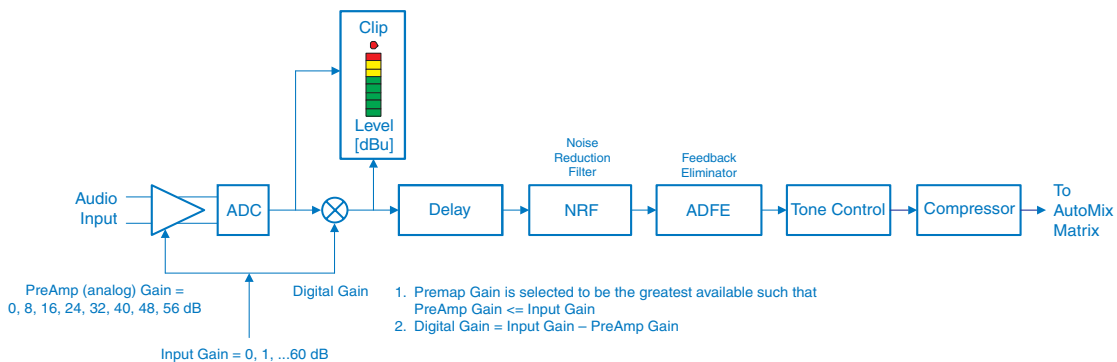 Clip
Level
[dBu]
Noise
Reduction
Filter
Feedback
Eliminator
Audio
Input
ADC
Delay
NRF
ADFE
Tone Control
Compressor
To
AutoMix
Matrix
PreAmp (analog) Gain =
0, 8, 16, 24, 32, 40, 48, 56 dB
Digital Gain
1. Premap Gain is selected to be the greatest available such that
PreAmp Gain <= Input Gain
2. Digital Gain = Input Gain – PreAmp Gain
Input Gain = 0, 1, ...60 dB